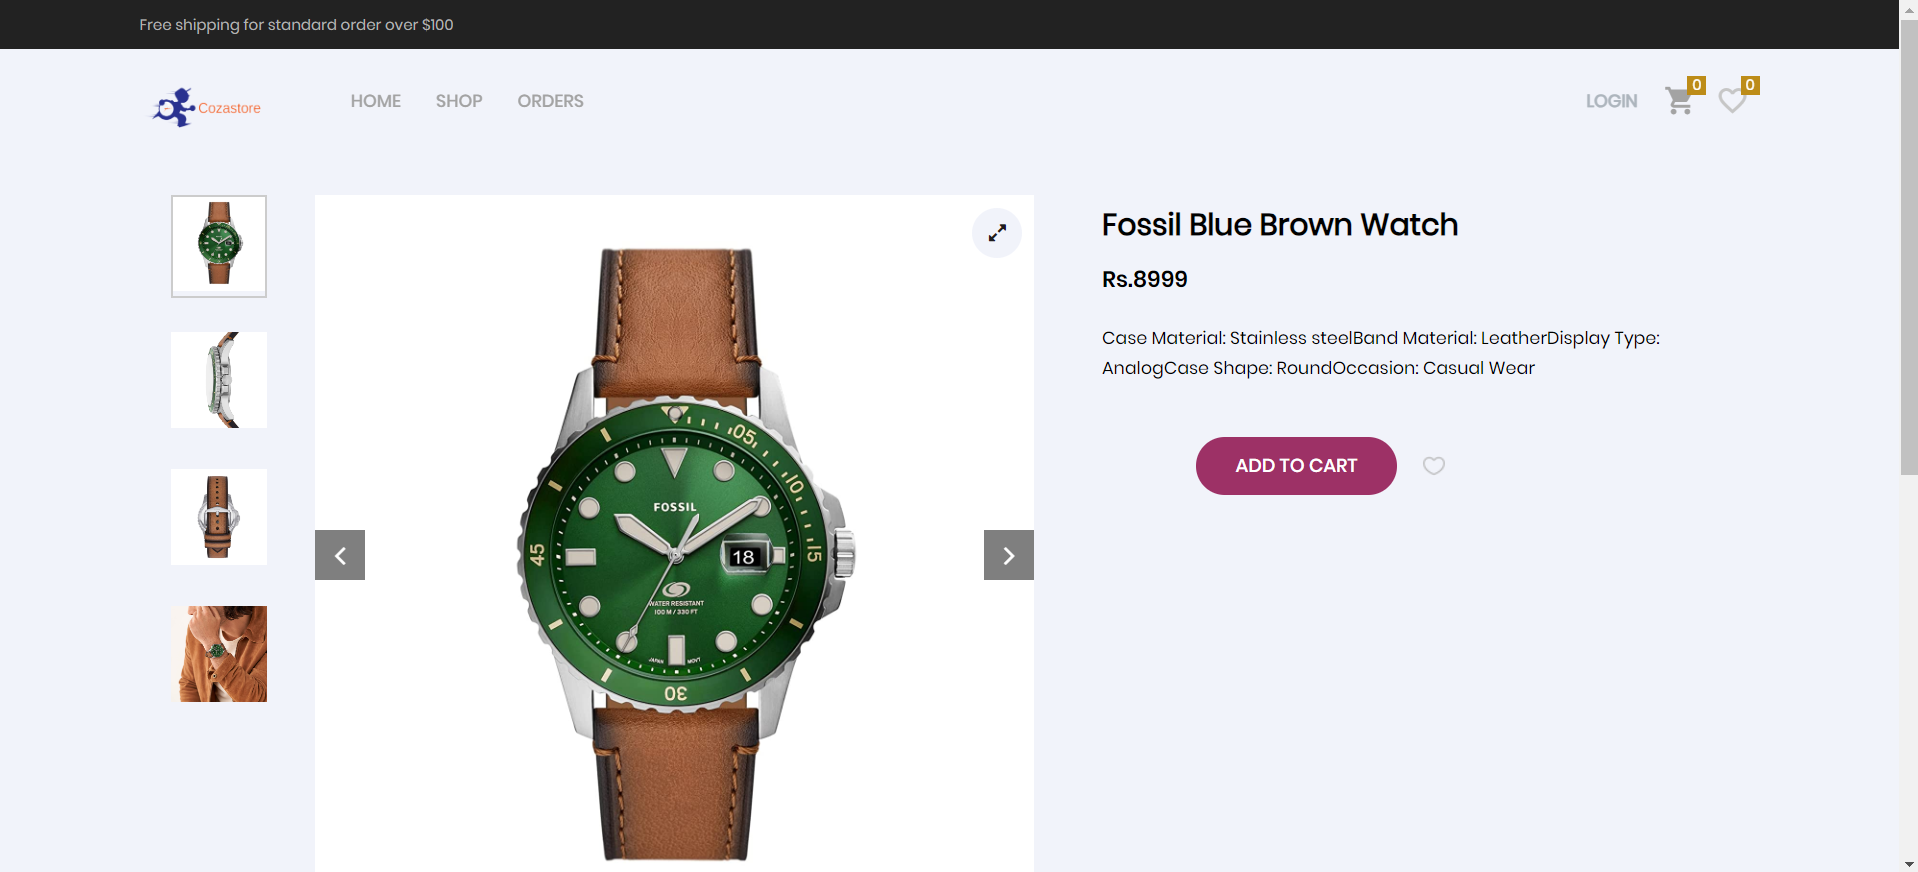 Free shipping for standard order over $100
Cozastore
HOME
SHOP
ORDERS
LOGIN
0
0
Fossil Blue Brown Watch
Rs.8999
Case Material: Stainless steelBand Material: LeatherDisplay Type:
AnalogCase Shape: RoundOccasion: Casual Wear
ADD TO CART
05
10
15
30
45
FOSSIL
18
WATER RESISTANT
100 M / 330 FT
JAPAN MOVT